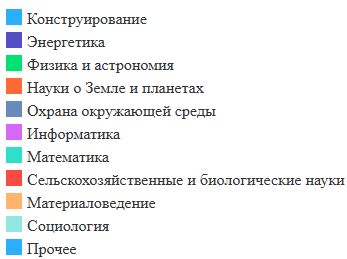 Конструирование
Энергетика
Физика и астрономия
Науки о Земле и планетах
Охрана окружающей среды
Информатика
Математика
Сельскохозяйственные и биологические науки
Материаловедение
Социология
Прочее